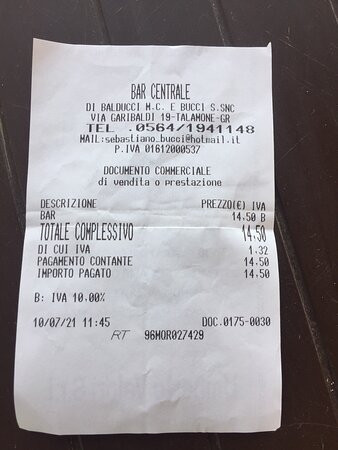 BAR CENTRALE
DI BALDUCCI M.C. E BUCCI S.SNC
VIA GARIBALDI 19-TALAMONE-GR
TEL .0564/1941148
MAIL:sebastiano.bucci@hotmail.it
P.IVA 01612000537
DOCUMENTO COMMERCIALE
di vendita o prestazione
DESCRIZIONE PREZZO(€) IVA
BAR 14,50 B
TOTALE COMPLESSIVO 14,50
DI CUI IVA 1,32
PAGAMENTO CONTANTE 14,50
IMPORTO PAGATO 14,50
B: IVA 10,00%
10/07/21 11:45 DOC.0175-0030
RT 96MOR027429